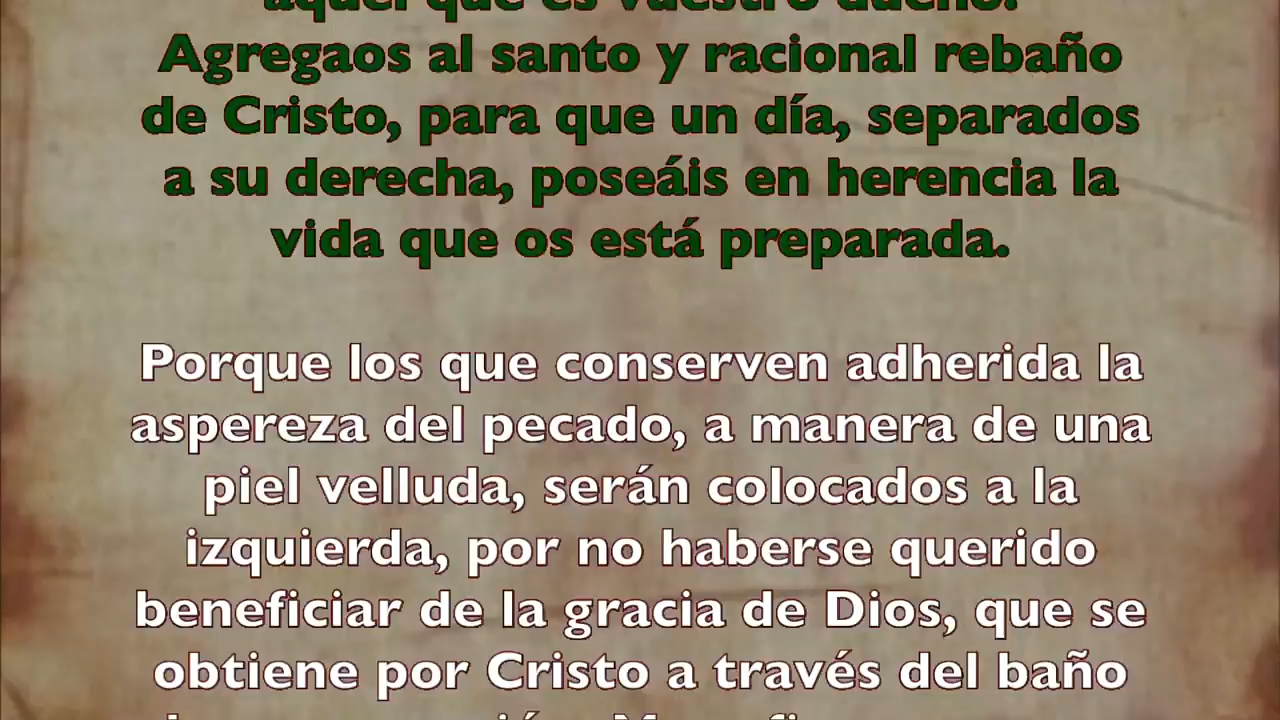 aquel que es vuestro dueño.
Agregaos al santo y racional rebaño
de Cristo, para que un día, separados
a su derecha, poseáis en herencia la
vida que os está preparada.
Porque los que conserven adherida la
aspereza del pecado, a manera de una
piel velluda, serán colocados a la
izquierda, por no haberse querido
beneficiar de la gracia de Dios, que se
obtiene por Cristo a través del baño